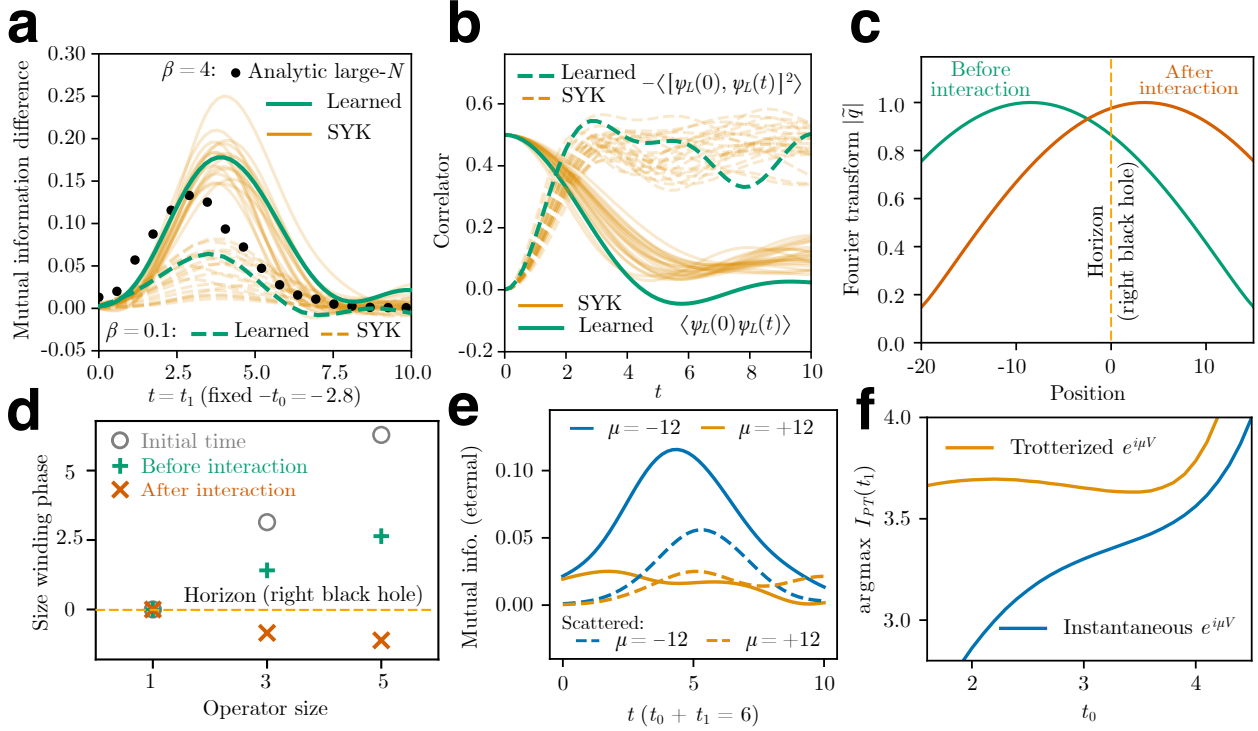 a
Mutual information difference
0.30
0.25
0.20
0.15
0.10
0.05
0.00
-0.05
β = 4:
Analytic large-N
Learned
SYK
β = 0.1:
Learned
SYK
0.0
2.5
5.0
7.5
10.0
t = t₁ (fixed −t₀ = −2.8)
b
Correlator
0.6
0.4
0.2
0.0
-0.2
Learned
SYK
−⟨[ψ_L(0), ψ_L(t)]²⟩
SYK
Learned
⟨ψ_L(0)ψ_L(t)⟩
0
2
4
6
8
10
t
c
Fourier transform |q̃|
1.0
0.8
0.6
0.4
0.2
0.0
Before
interaction
After
interaction
Horizon
(right black hole)
-20
-10
0
10
Position
d
Size winding phase
5
2.5
0
Initial time
Before interaction
After interaction
Horizon (right black hole)
1
3
5
Operator size
e
Mutual info. (eternal)
0.10
0.05
0.00
μ = −12
μ = +12
Scattered:
μ = −12
μ = +12
0
5
10
t (t₀ + t₁ = 6)
f
argmax I_PT(t₁)
4.0
3.5
3.0
Trotterized e^{iμV}
Instantaneous e^{iμV}
2
3
4
t₀